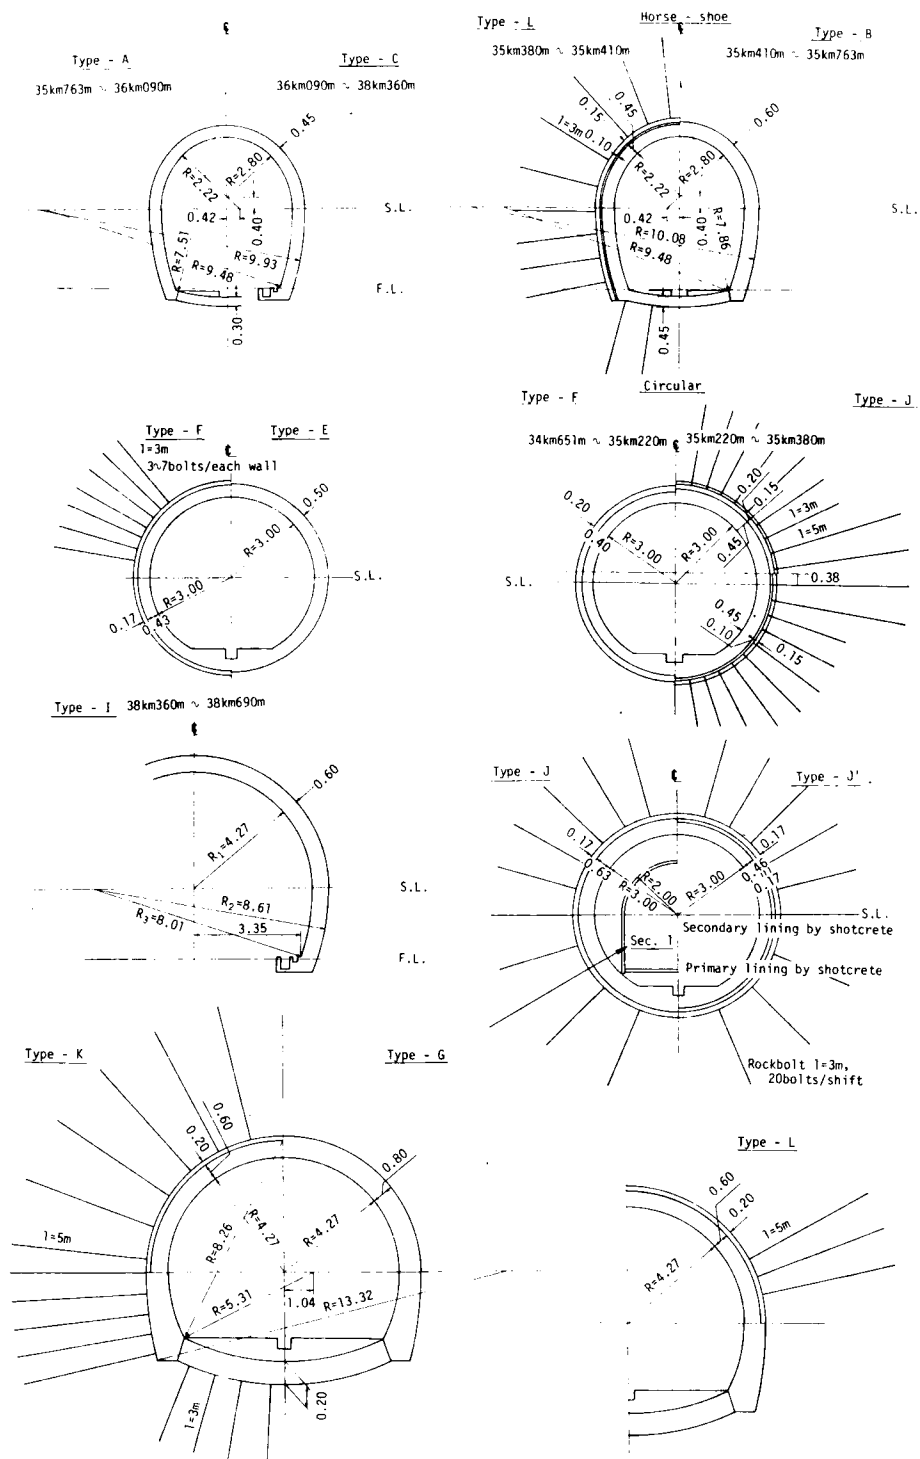 Type - A
35km763m ~ 36km090m
Type - C
36km090m ~ 38km360m
0.45
R=2.80
R=2.22
0.42
0.40
S.L.
R=7.51
R=9.93
R=9.48
F.L.
0.30
Type - L
Horse - shoe
Type - B
35km380m ~ 35km410m
35km410m ~ 35km763m
0.45
0.15
l=3m
0.10
0.60
R=2.80
R=2.22
0.42
0.40
R=7.86
R=10.08
R=9.48
S.L.
0.45
Type - F
Type - E
l=3m
3~7bolts/each wall
0.50
R=3.00
R=3.00
S.L.
0.17
0.43
Type - F
Circular
Type - J
34km651m ~ 35km220m
35km220m ~ 35km380m
0.20
0.40
R=3.00
R=3.00
0.20
0.15
0.45
l=3m
l=5m
S.L.
0.38
0.45
0.10
0.15
Type - I 38km360m ~ 38km690m
0.60
R1=4.27
S.L.
R2=8.61
R3=8.01
3.35
F.L.
Type - J
Type - J'
0.17
0.63
R=2.00
R=3.00
R=3.00
0.17
0.46
0.17
S.L.
Secondary lining by shotcrete
Sec. 1
Primary lining by shotcrete
Rockbolt l=3m,
20bolts/shift
Type - K
Type - G
0.60
0.20
0.80
R=8.26
R=4.27
R=4.27
l=5m
R=5.31
1.04
R=13.32
l=3m
0.20
Type - L
0.60
0.20
l=5m
R=4.27